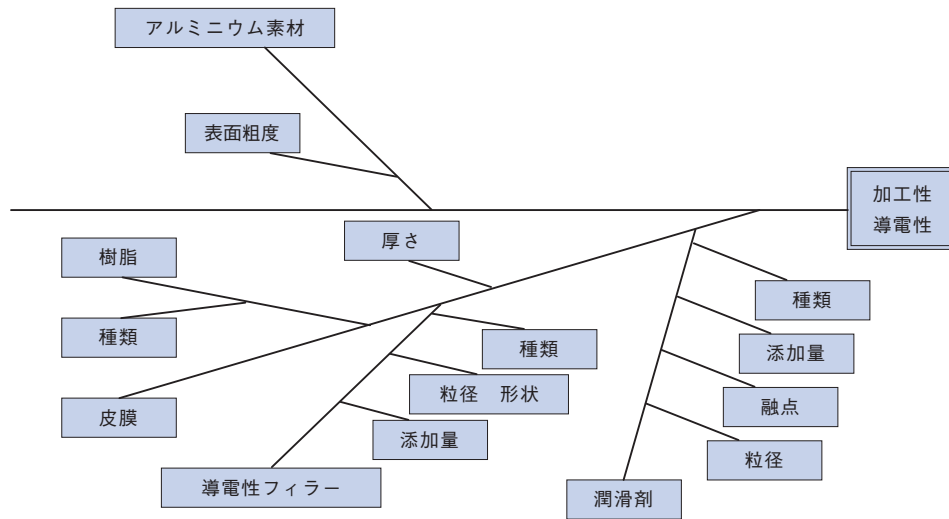 アルミニウム素材
表面粗度
加工性
導電性
厚さ
樹脂
種類
種類
種類
添加量
粒径 形状
皮膜
融点
添加量
粒径
導電性フィラー
潤滑剤